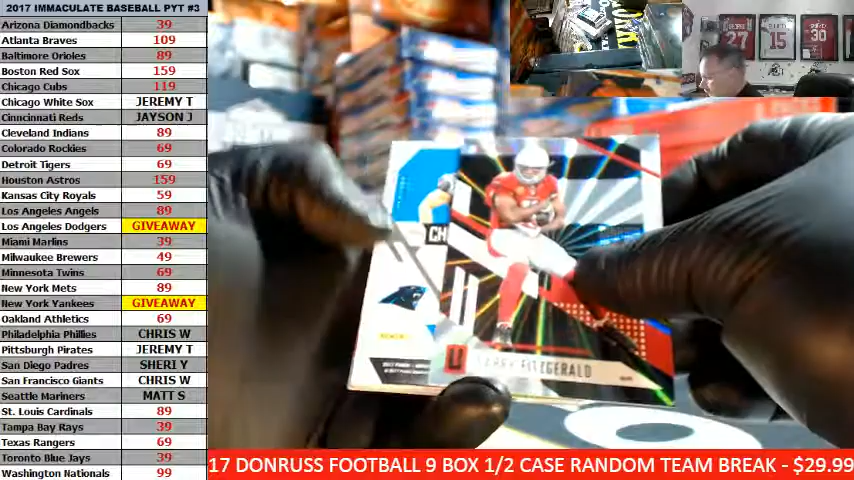 2017 IMMACULATE BASEBALL PYT #3
Arizona Diamondbacks 39
Atlanta Braves 109
Baltimore Orioles 89
Boston Red Sox 159
Chicago Cubs 119
Chicago White Sox JEREMY T
Cinncinati Reds JAYSON J
Cleveland Indians 89
Colorado Rockies 69
Detroit Tigers 69
Houston Astros 159
Kansas City Royals 59
Los Angeles Angels 89
Los Angeles Dodgers GIVEAWAY
Miami Marlins 39
Milwaukee Brewers 49
Minnesota Twins 69
New York Mets 89
New York Yankees GIVEAWAY
Oakland Athletics 69
Philadelphia Phillies CHRIS W
Pittsburgh Pirates JEREMY T
San Diego Padres SHERI Y
San Francisco Giants CHRIS W
Seattle Mariners MATT S
St. Louis Cardinals 89
Tampa Bay Rays 39
Texas Rangers 69
Toronto Blue Jays 39
Washington Nationals 99
27
15
30
CH
LARRY FITZGERALD
17 DONRUSS FOOTBALL 9 BOX 1/2 CASE RANDOM TEAM BREAK - $29.99